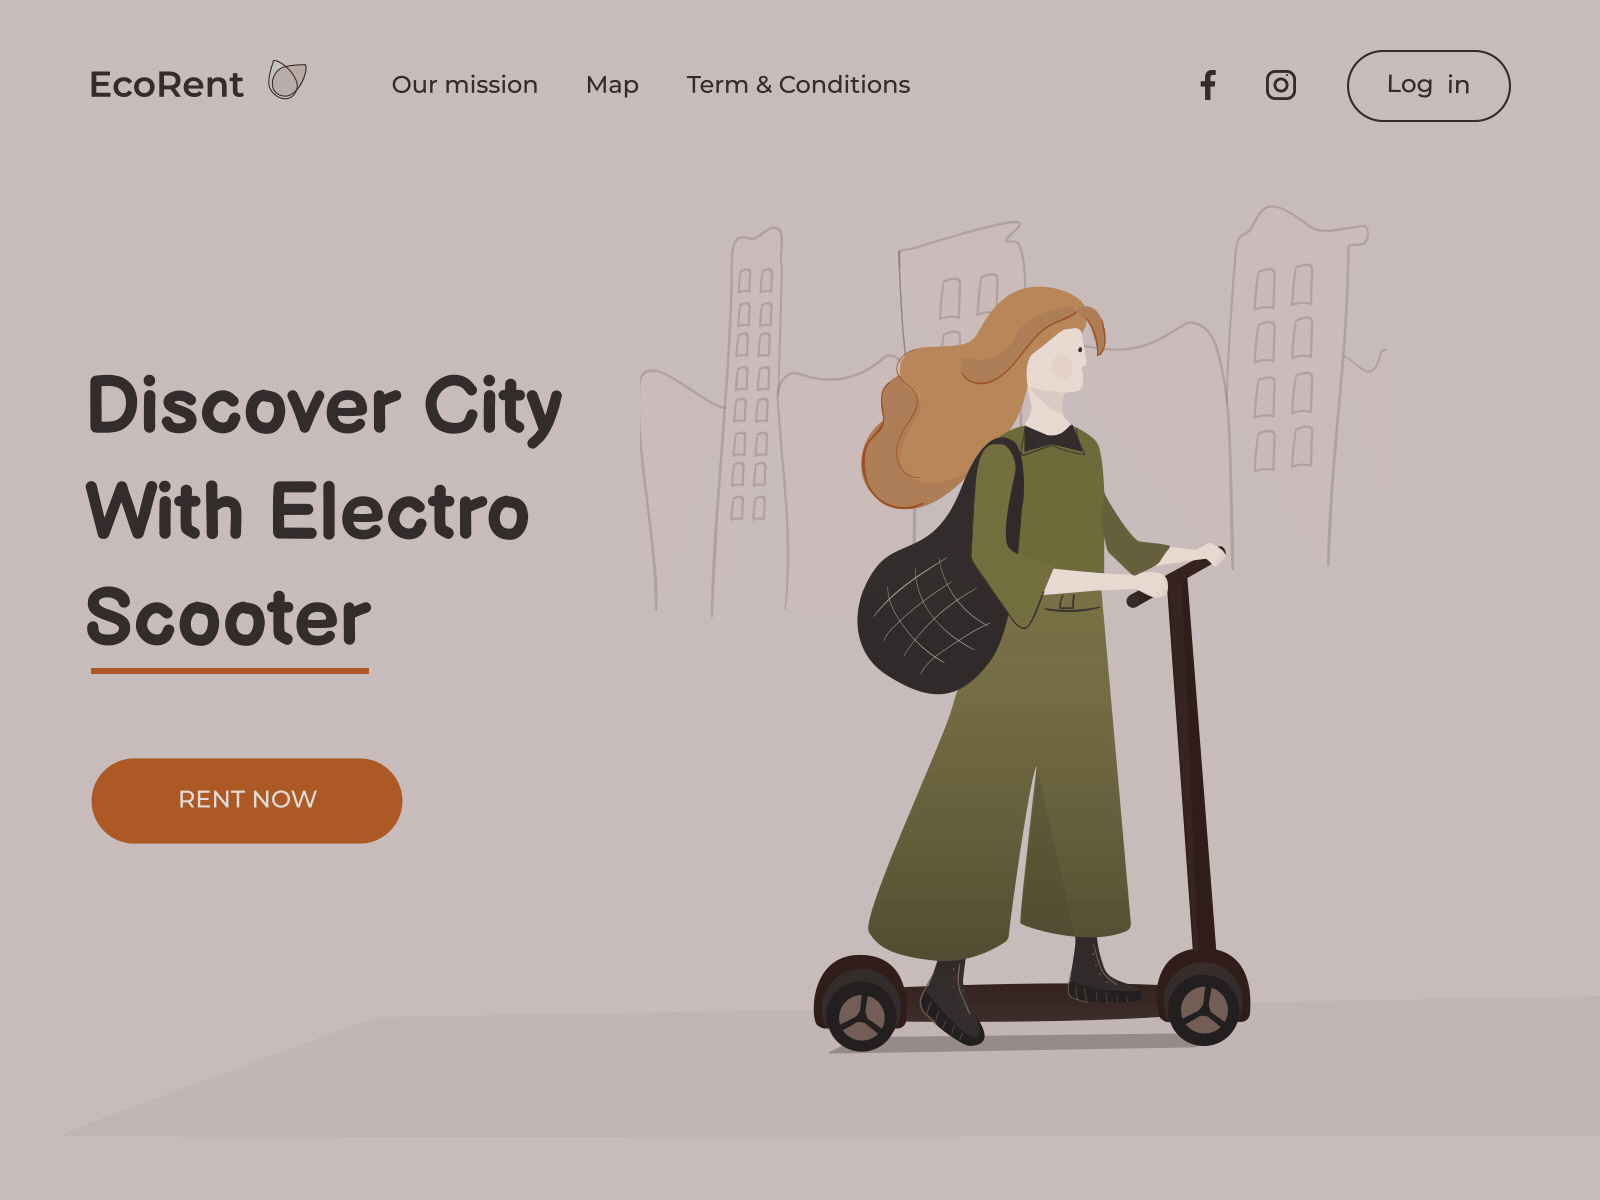 EcoRent
Our mission
Map
Term & Conditions
Log in
Discover City
With Electro
Scooter
RENT NOW